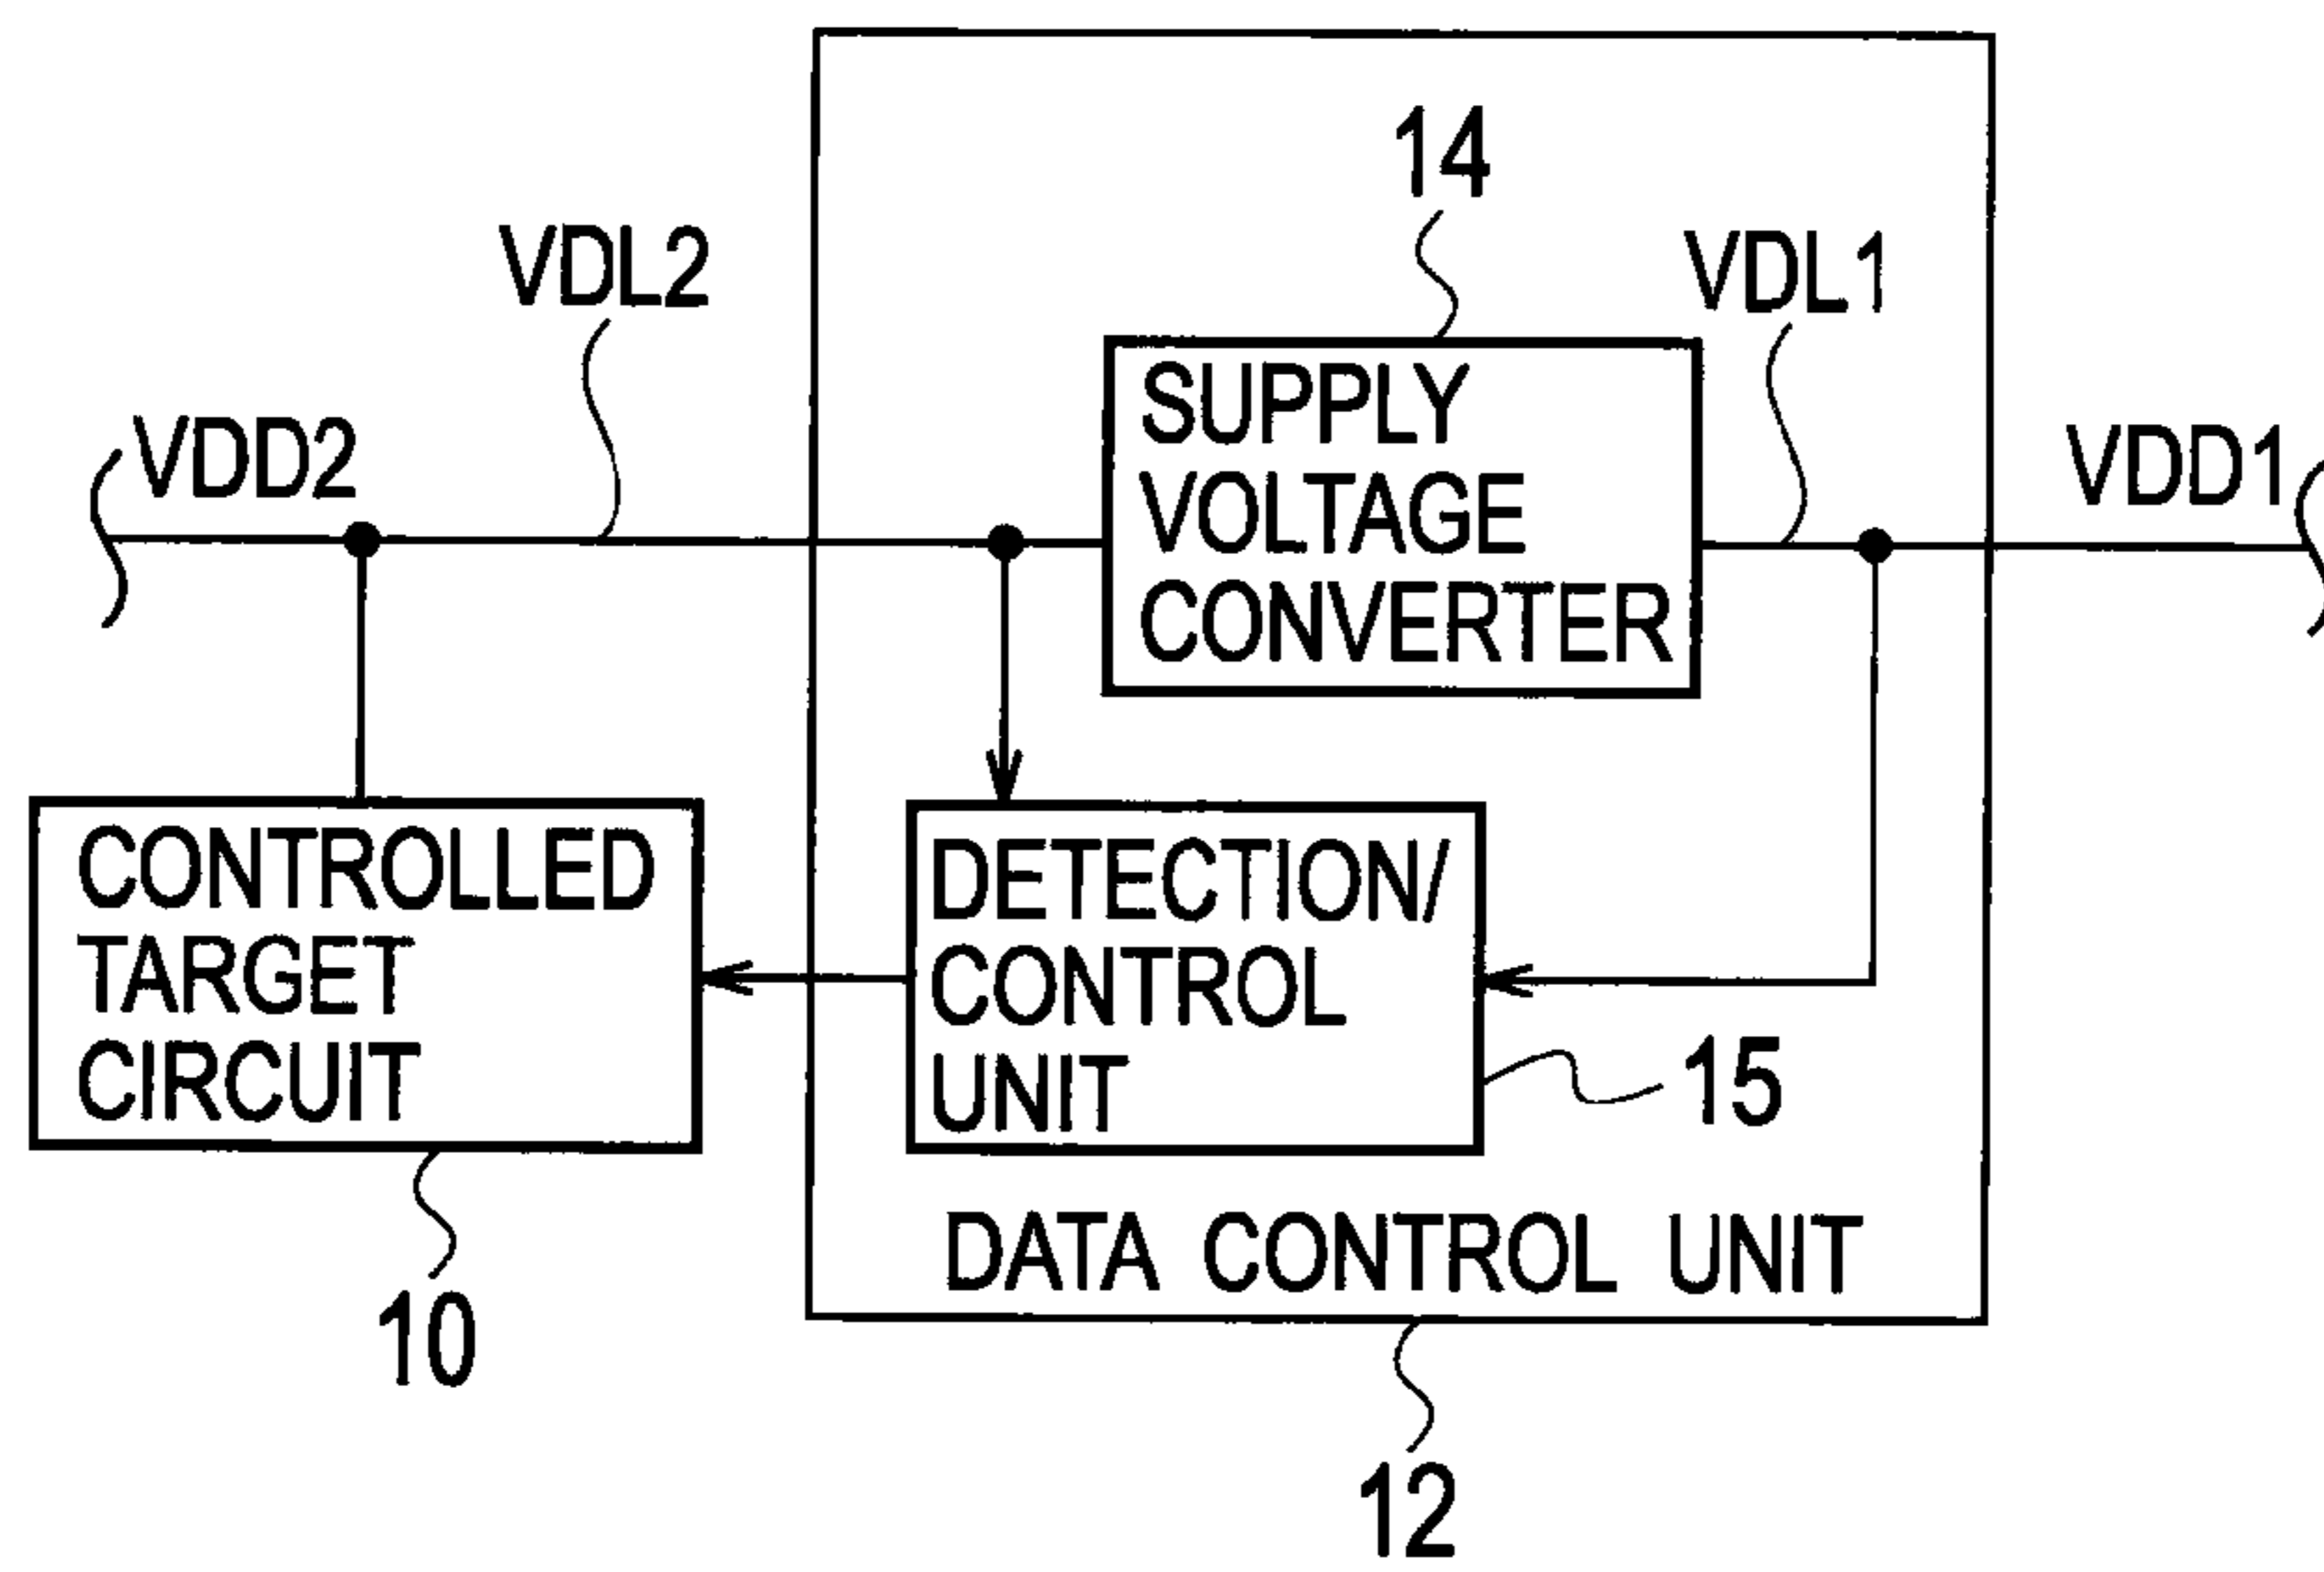 14
VDL2
VDL1
VDD2
VDD1
SUPPLY
VOLTAGE
CONVERTER
CONTROLLED
TARGET
CIRCUIT
DETECTION/
CONTROL
UNIT
15
DATA CONTROL UNIT
10
12